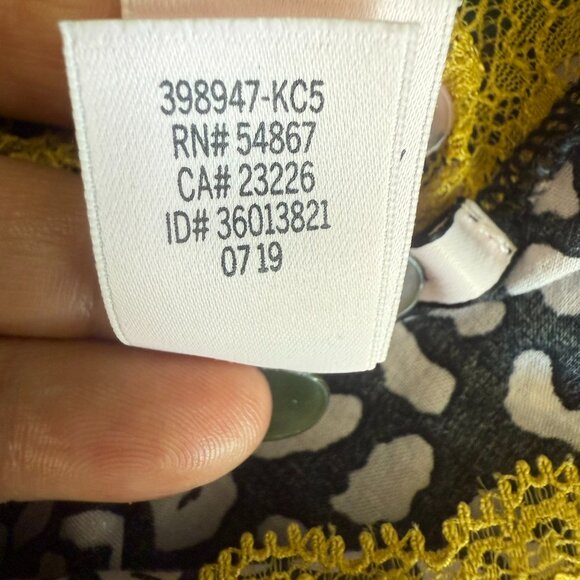 398947-KC5
RN# 54867
CA# 23226
ID# 36013821
07 19